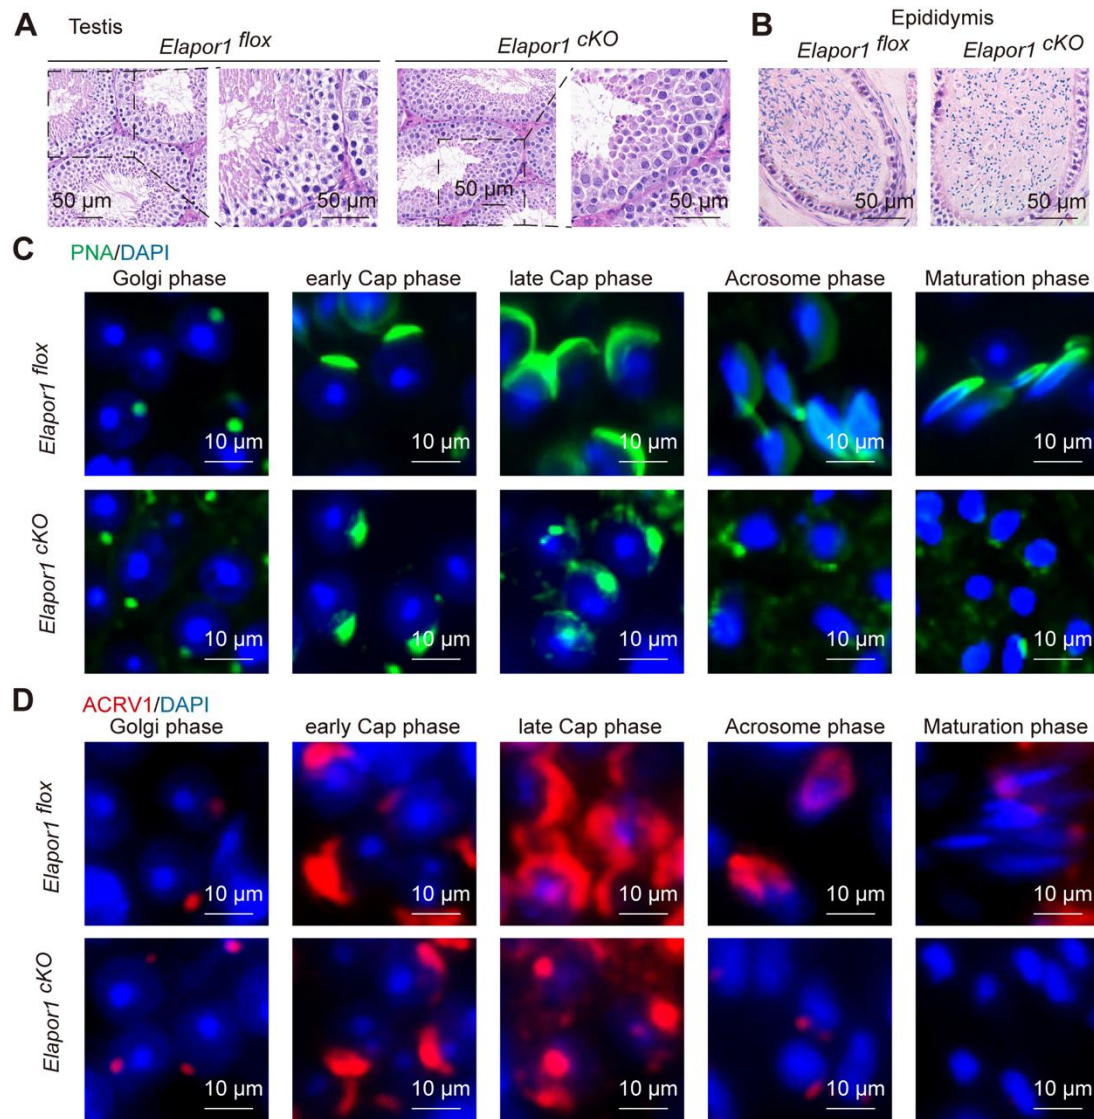 A Testis
Elapor1 flox Elapor1 cKO
50 µm 50 µm 50 µm 50 µm 50 µm
B Epididymis
Elapor1 flox Elapor1 cKO
50 µm 50 µm
C PNA/DAPI
Golgi phase early Cap phase late Cap phase Acrosome phase Maturation phase
Elapor1 flox
10 µm 10 µm 10 µm 10 µm 10 µm
Elapor1 cKO
10 µm 10 µm 10 µm 10 µm 10 µm
D ACRV1/DAPI
Golgi phase early Cap phase late Cap phase Acrosome phase Maturation phase
Elapor1 flox
10 µm 10 µm 10 µm 10 µm 10 µm
Elapor1 cKO
10 µm 10 µm 10 µm 10 µm 10 µm